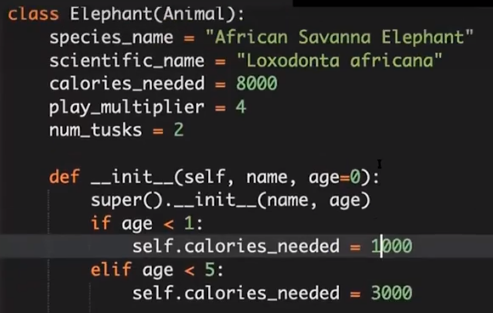 class Elephant(Animal):
    species_name = "African Savanna Elephant"
    scientific_name = "Loxodonta africana"
    calories_needed = 8000
    play_multiplier = 4
    num_tusks = 2

    def __init__(self, name, age=0):
        super().__init__(name, age)
        if age < 1:
            self.calories_needed = 1000
        elif age < 5:
            self.calories_needed = 3000